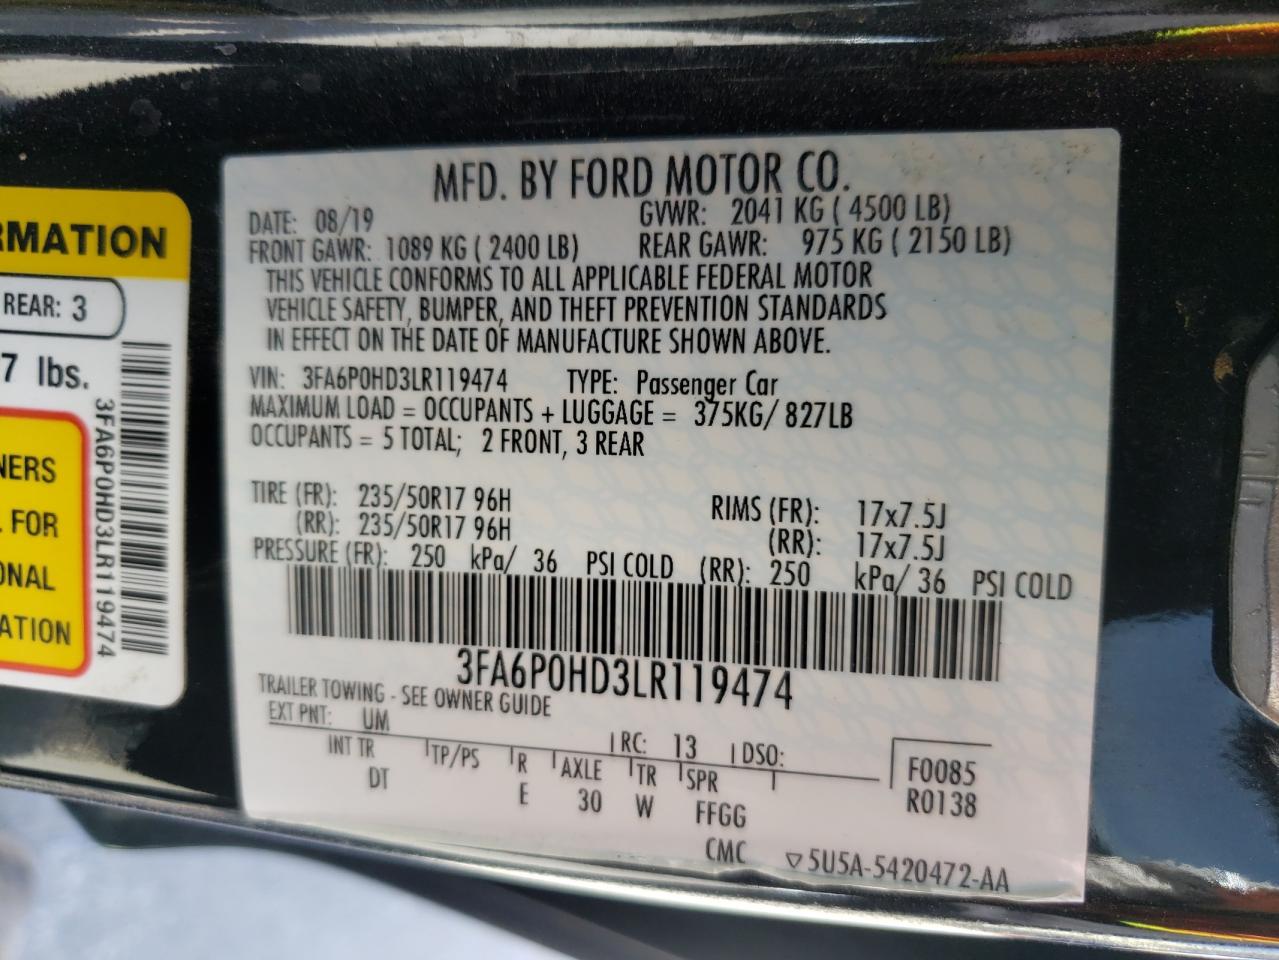 MFD. BY FORD MOTOR CO.
DATE: 08/19 GVWR: 2041 KG ( 4500 LB)
FRONT GAWR: 1089 KG ( 2400 LB) REAR GAWR: 975 KG ( 2150 LB)
THIS VEHICLE CONFORMS TO ALL APPLICABLE FEDERAL MOTOR
VEHICLE SAFETY, BUMPER, AND THEFT PREVENTION STANDARDS
IN EFFECT ON THE DATE OF MANUFACTURE SHOWN ABOVE.
VIN: 3FA6P0HD3LR119474 TYPE: Passenger Car
MAXIMUM LOAD = OCCUPANTS + LUGGAGE = 375KG/ 827LB
OCCUPANTS = 5 TOTAL; 2 FRONT, 3 REAR
TIRE (FR): 235/50R17 96H RIMS (FR): 17x7.5J
(RR): 235/50R17 96H (RR): 17x7.5J
PRESSURE (FR): 250 kPa/ 36 PSI COLD (RR): 250 kPa/ 36 PSI COLD
3FA6P0HD3LR119474
TRAILER TOWING - SEE OWNER GUIDE
EXT PNT: UM RC: 13 DSO:
INT TR TP/PS R AXLE TR SPR F0085
DT E 30 W FFGG R0138
CMC ▽5U5A-5420472-AA
RMATION
REAR: 3
7 lbs.
NERS
L FOR
ONAL
ATION
3FA6P0HD3LR119474